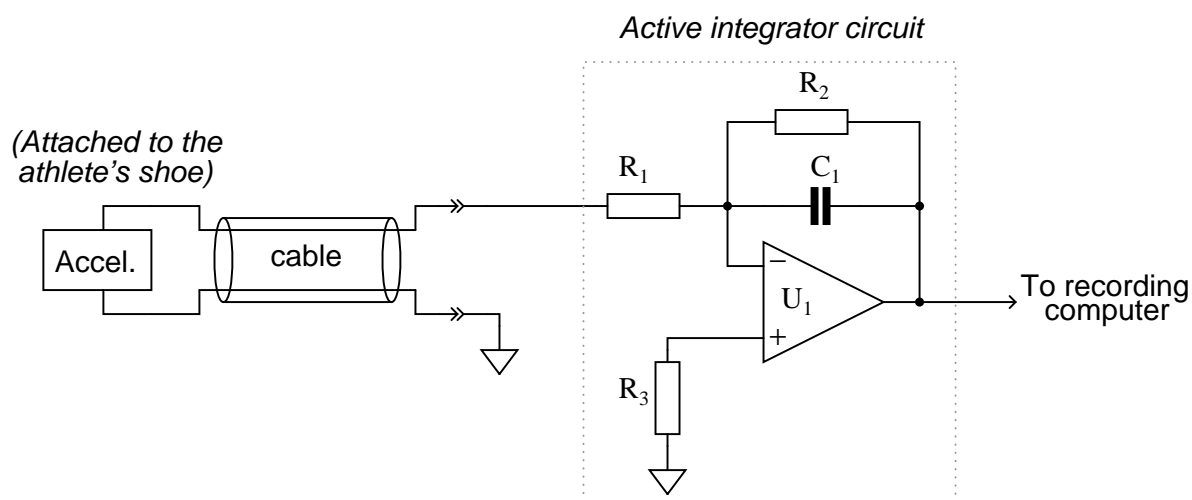 Active integrator circuit
(Attached to the
athlete's shoe)
Accel.
cable
R1
R2
C1
−
U1
+
R3
To recording
computer